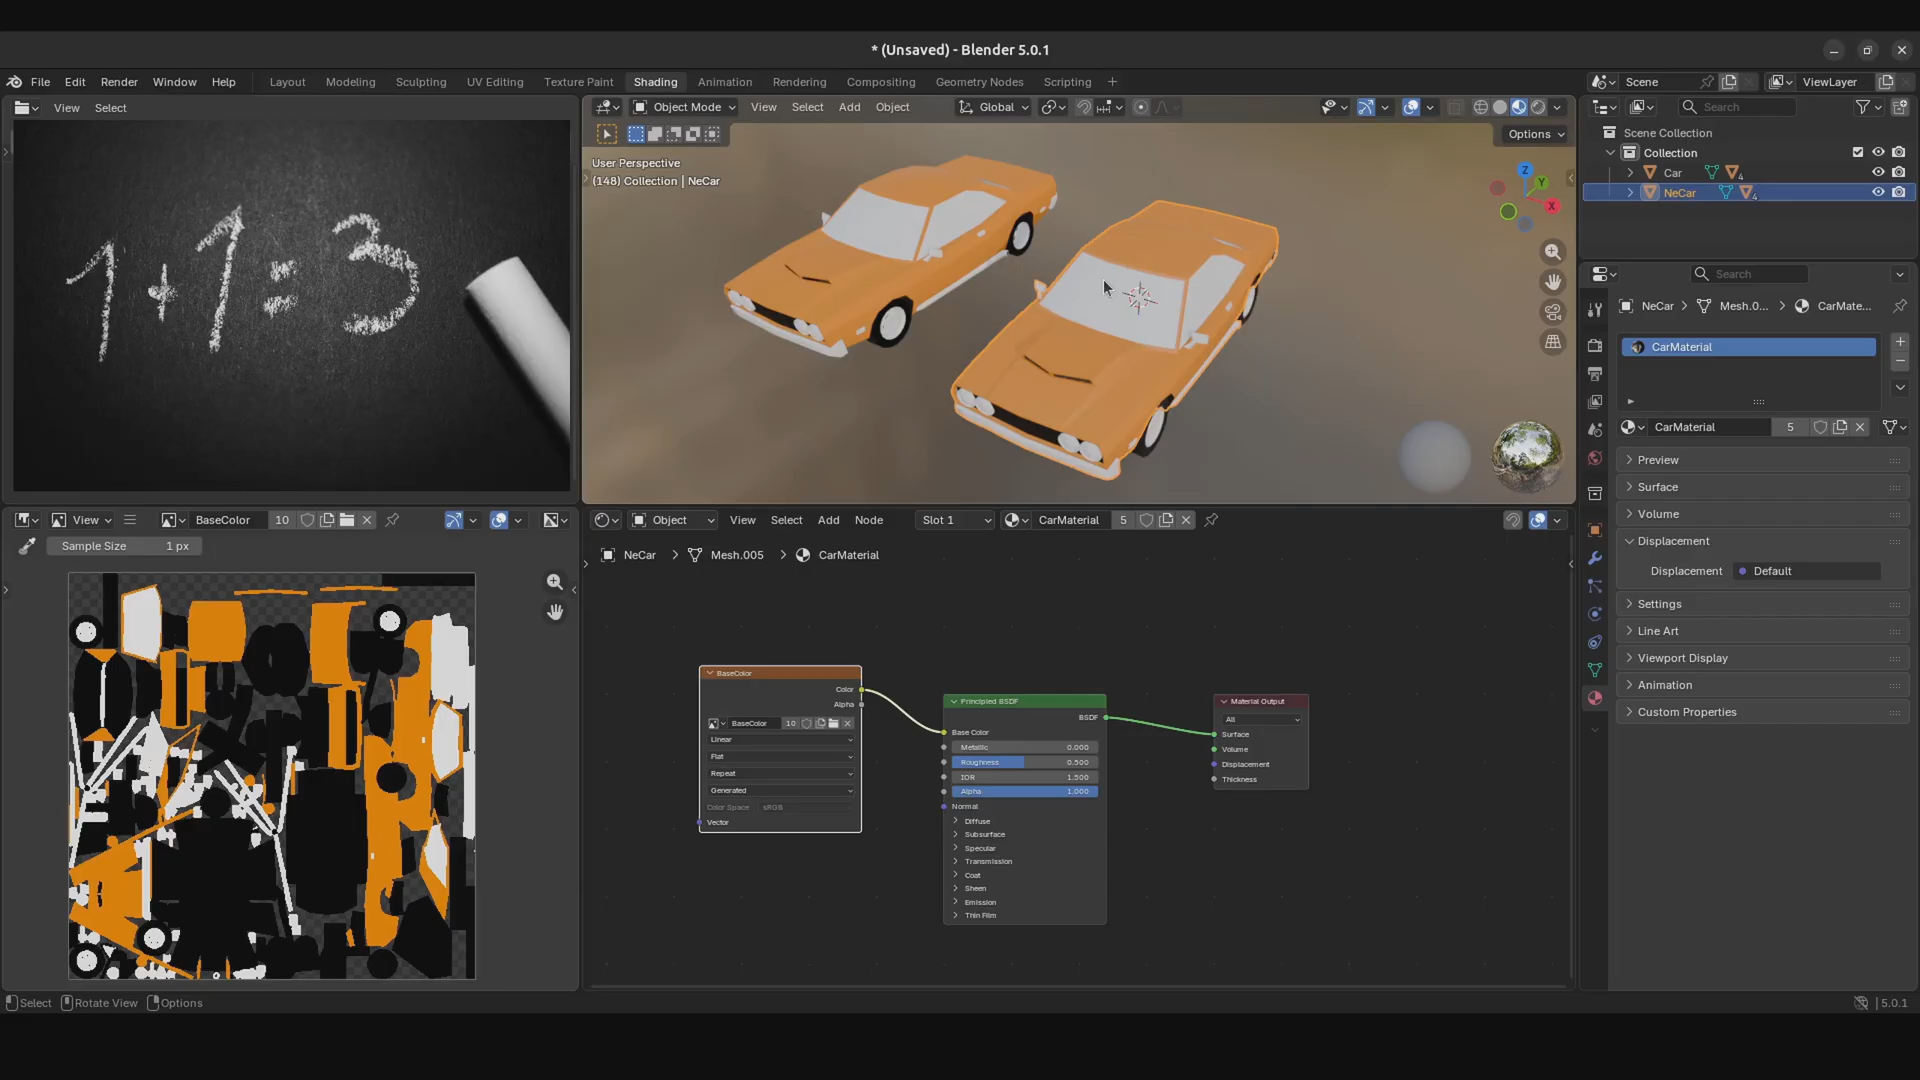 * (Unsaved) - Blender 5.0.1
File Edit Render Window Help Layout Modeling Sculpting UV Editing Texture Paint Shading Animation Rendering Compositing Geometry Nodes Scripting + Scene ViewLayer
View Select
1+1=3
Object Mode View Select Add Object Global
Options
User Perspective
(148) Collection | NeCar
Z
Y
X
Search
Scene Collection
Collection
Car 4
NeCar 4
Search
NeCar > Mesh.0... > CarMate...
CarMaterial
CarMaterial 5
Preview
Surface
Volume
Displacement
Displacement Default
Settings
Line Art
Viewport Display
Animation
Custom Properties
View BaseColor 10
Sample Size 1 px
Object View Select Add Node Slot 1 CarMaterial 5
NeCar > Mesh.005 > CarMaterial
BaseColor
Color
Alpha
BaseColor 10
Linear
Flat
Repeat
Generated
Color Space sRGB
Vector
Principled BSDF
BSDF
Base Color
Metallic 0.000
Roughness 0.500
IOR 1.500
Alpha 1.000
Normal
Diffuse
Subsurface
Specular
Transmission
Coat
Sheen
Emission
Thin Film
Material Output
All
Surface
Volume
Displacement
Thickness
Select Rotate View Options 5.0.1